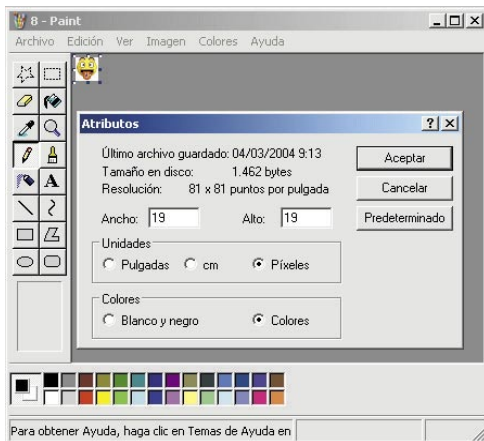 8 - Paint
Archivo Edición Ver Imagen Colores Ayuda
Atributos
Último archivo guardado: 04/03/2004 9:13
Tamaño en disco: 1.462 bytes
Resolución: 81 x 81 puntos por pulgada
Ancho: 19 Alto: 19
Unidades
Pulgadas cm Píxeles
Colores
Blanco y negro Colores
Aceptar
Cancelar
Predeterminado
A
Para obtener Ayuda, haga clic en Temas de Ayuda en